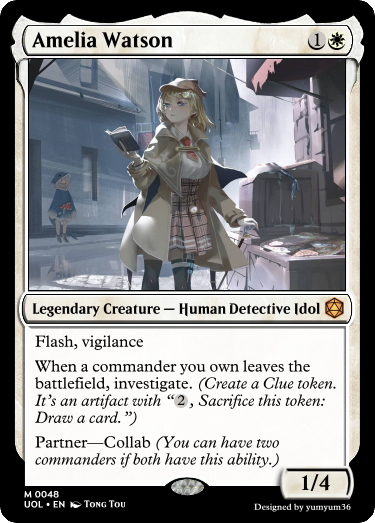 Amelia Watson 1
Legendary Creature — Human Detective Idol
Flash, vigilance
When a commander you own leaves the
battlefield, investigate. (Create a Clue token.
It's an artifact with “2, Sacrifice this token:
Draw a card.”)
Partner—Collab (You can have two
commanders if both have this ability.)
1/4
M 0048
UOL • EN Tong Tou
Designed by yumyum36